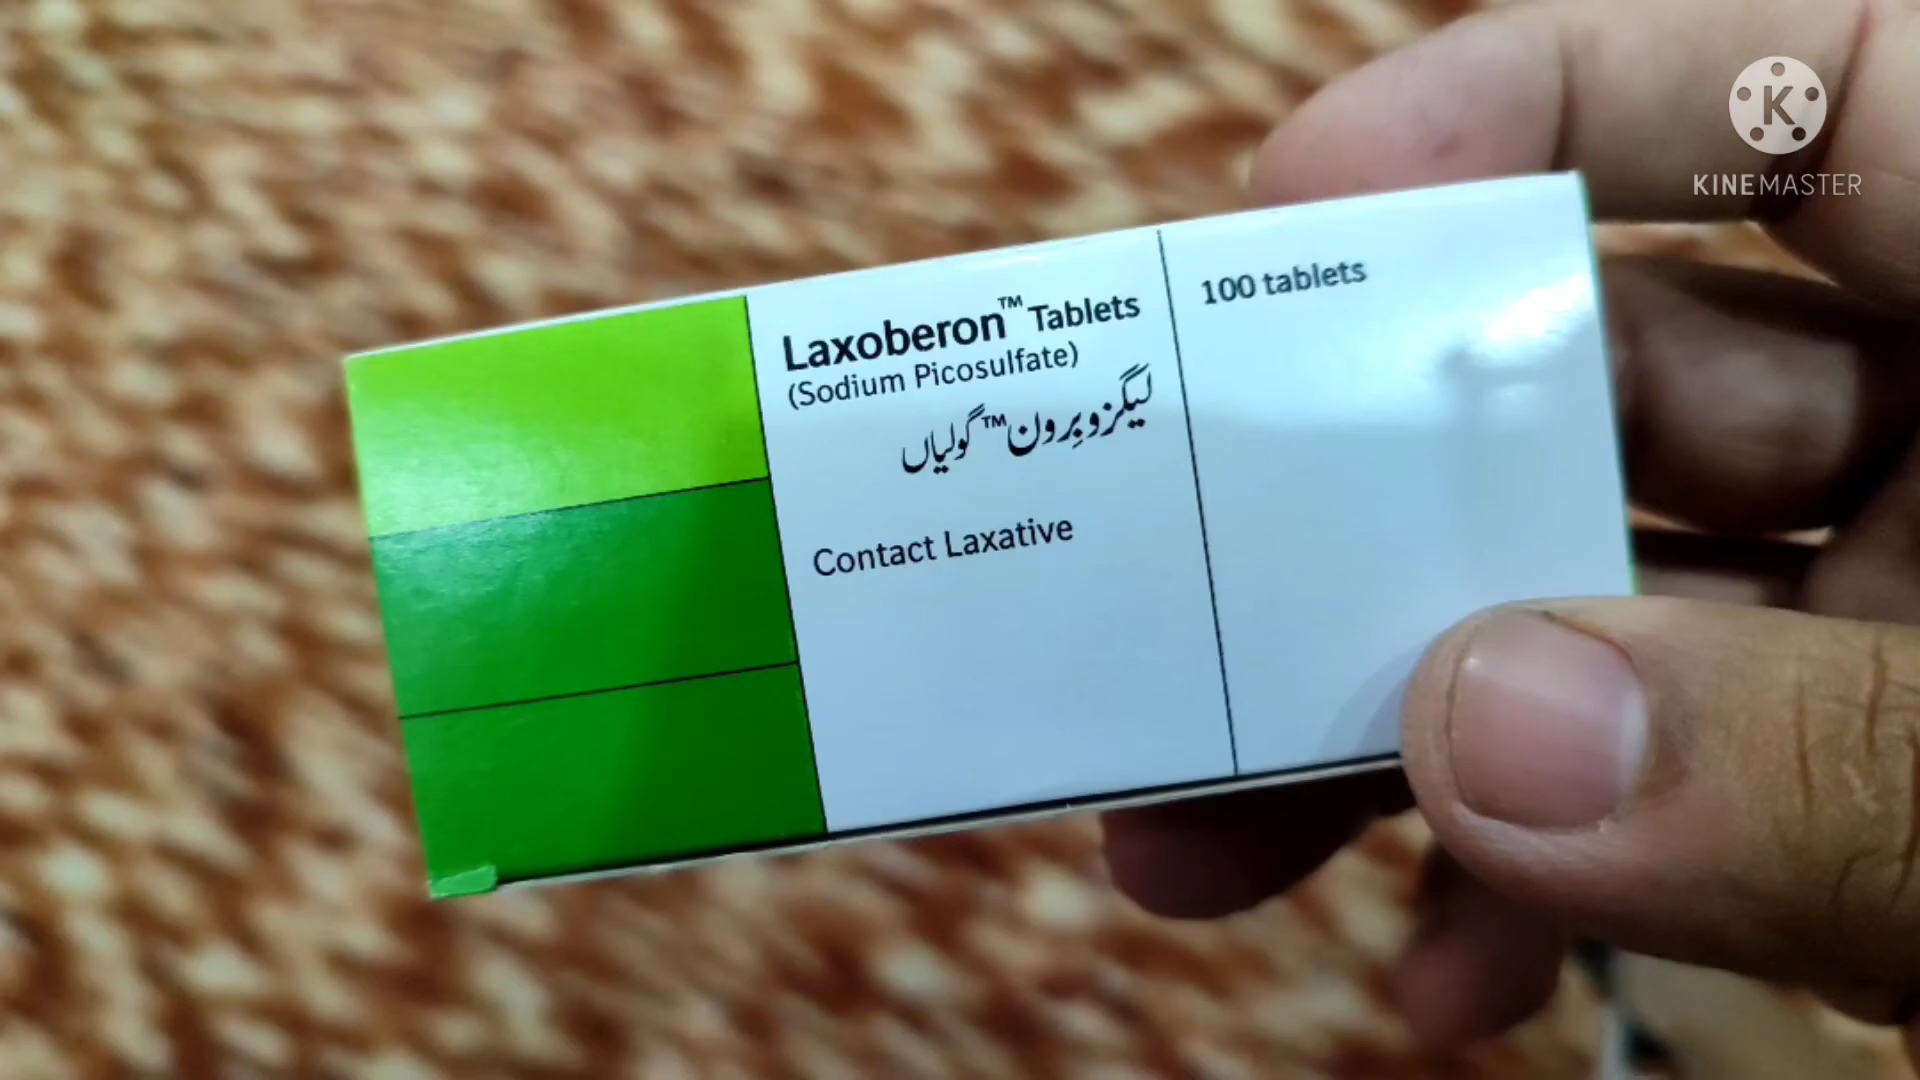 KINEMASTER
Laxoberon™ Tablets
(Sodium Picosulfate)
لیگزوبِرون™ گولیاں
Contact Laxative
100 tablets